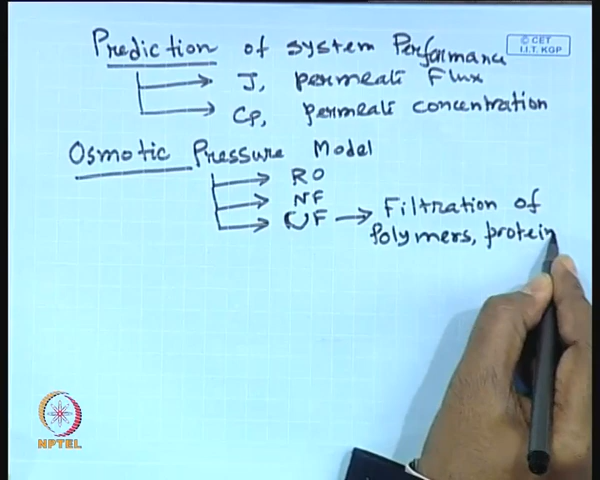 Prediction of system Performance
© CET
I.I.T. KGP
J, permeate Flux
Cp, permeate concentration
Osmotic Pressure Model
RO
NF
UF → Filtration of
Polymers, protein
NPTEL